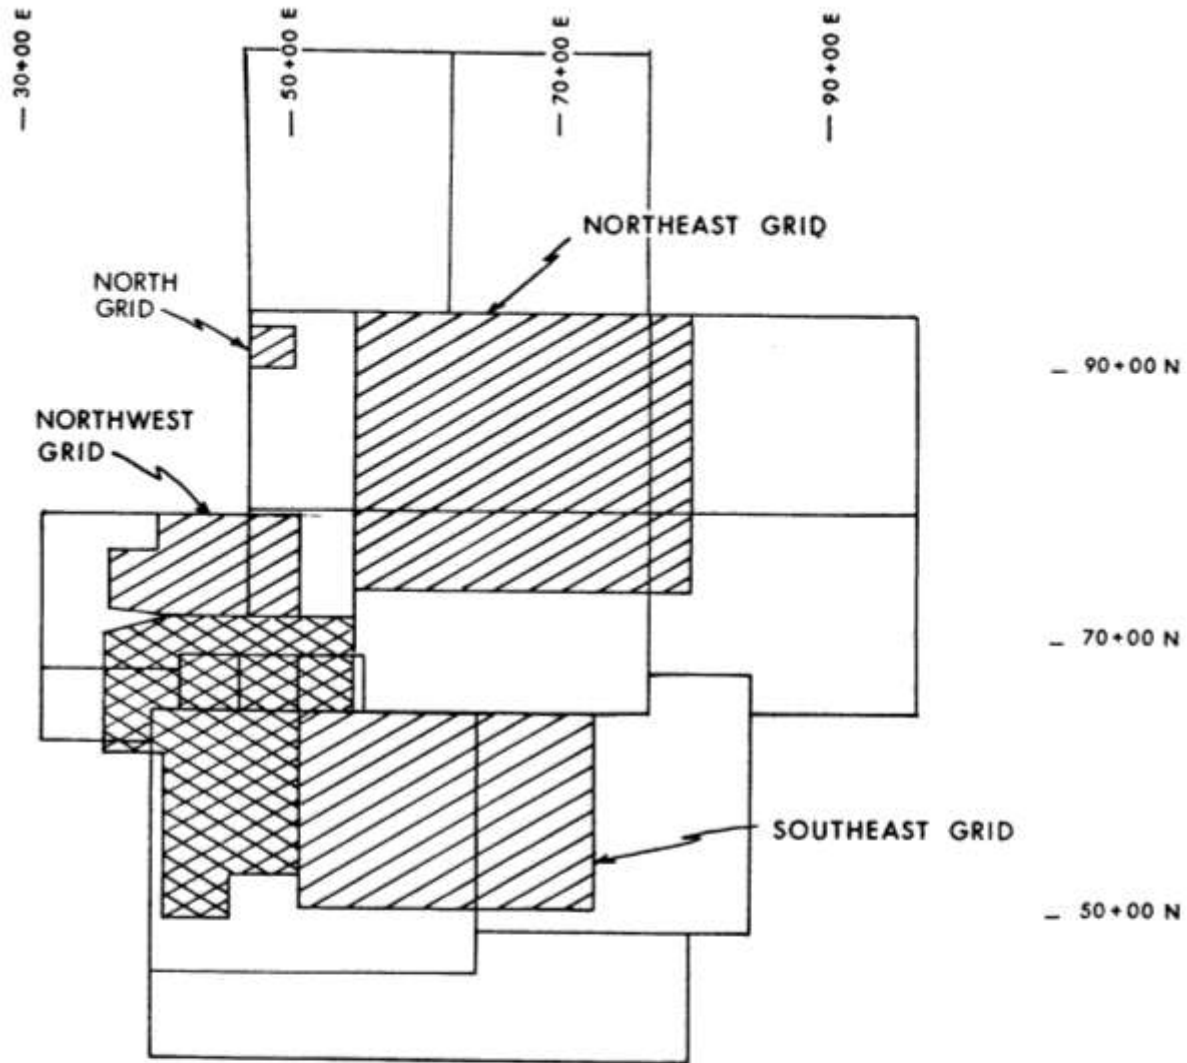 — 30+00 E
— 50+00 E
— 70+00 E
— 90+00 E
NORTHEAST GRID
NORTH
GRID
— 90+00 N
NORTHWEST
GRID
— 70+00 N
SOUTHEAST GRID
— 50+00 N